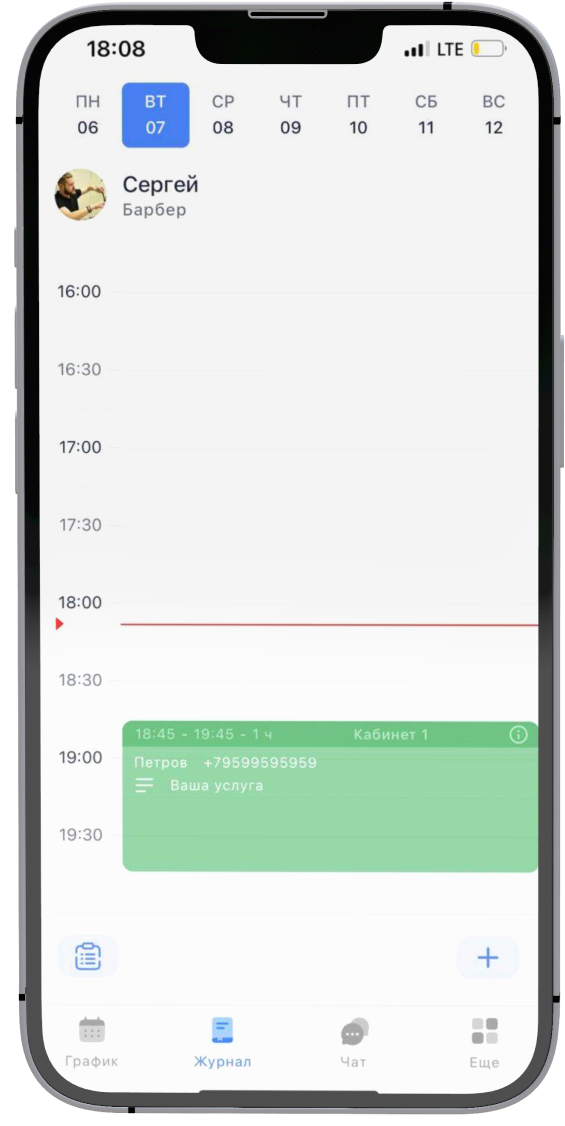 18:08 LTE
ПН ВТ СР ЧТ ПТ СБ ВС
06 07 08 09 10 11 12
Сергей
Барбер
16:00
16:30
17:00
17:30
18:00
18:30
18:45 - 19:45 - 1 ч Кабинет 1
19:00
Петров +79599595959
Ваша услуга
19:30
График Журнал Чат Еще